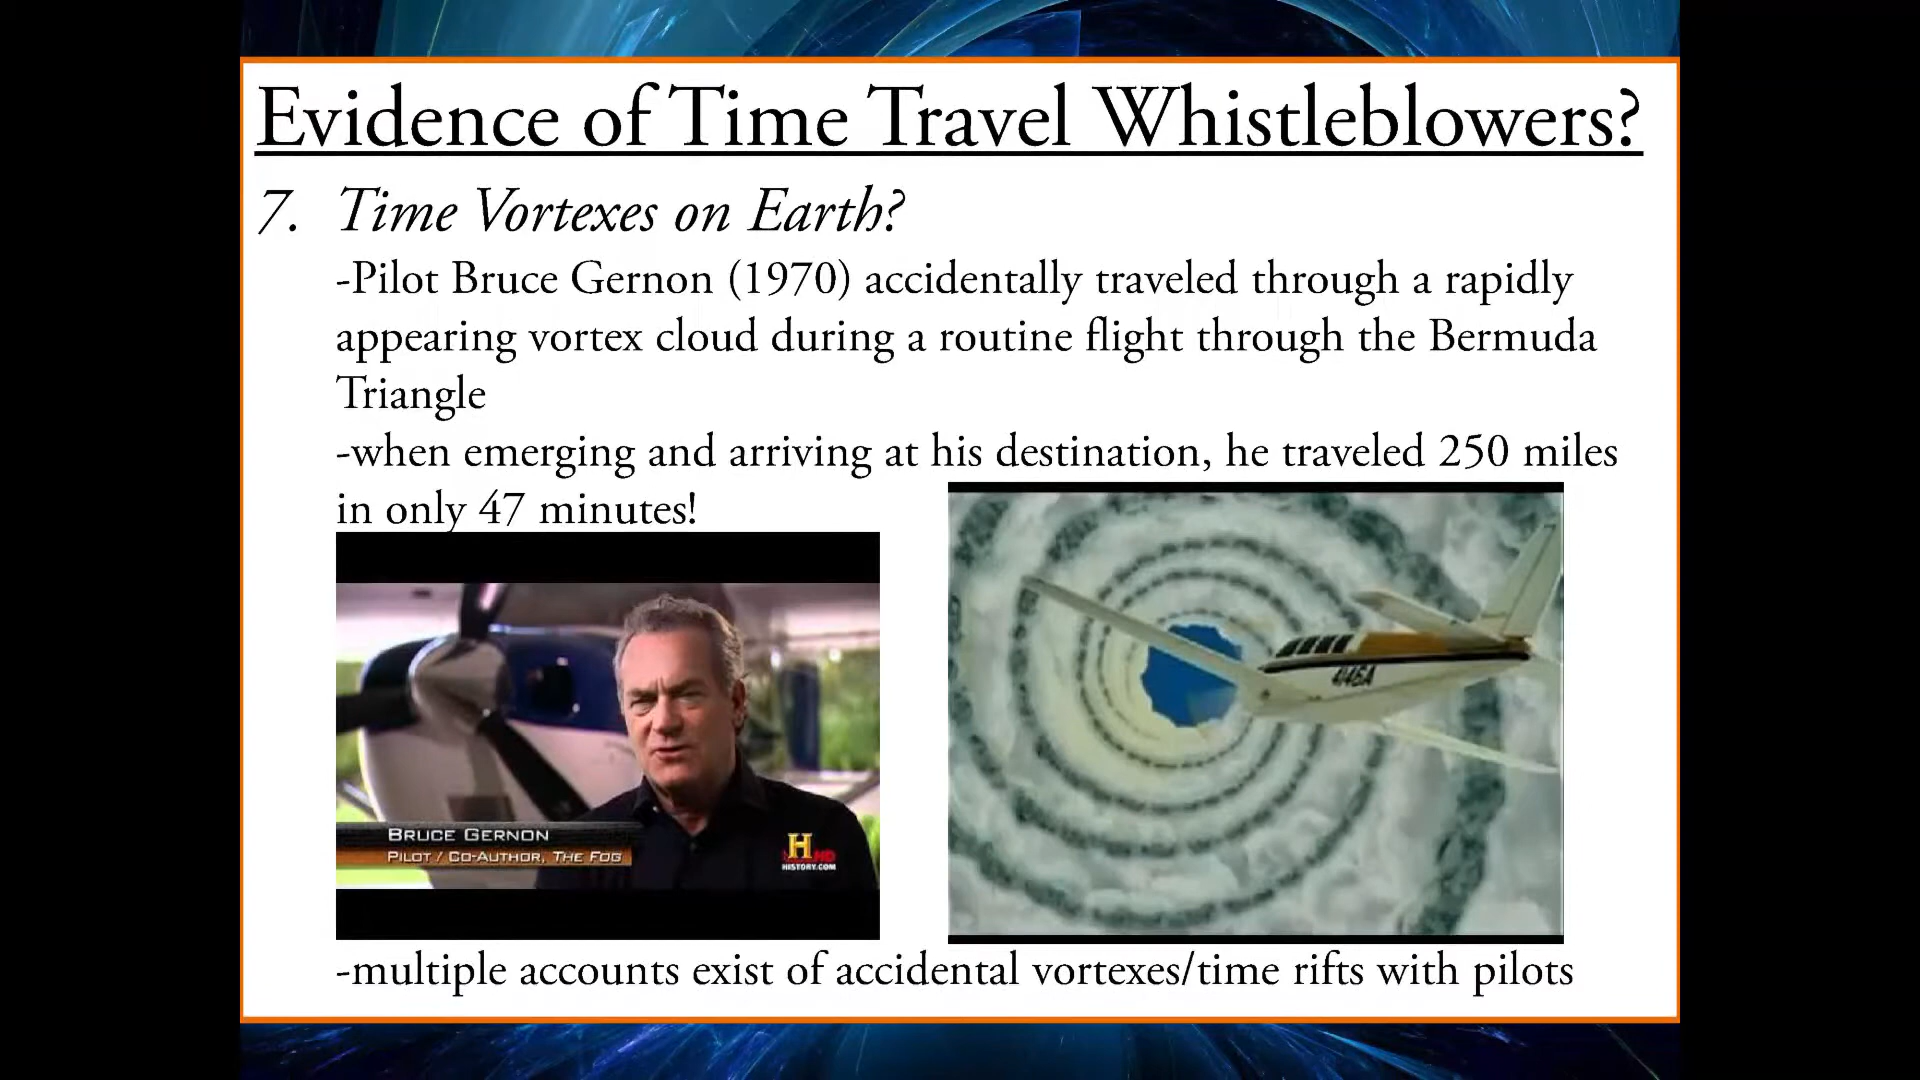 Evidence of Time Travel Whistleblowers?
7. Time Vortexes on Earth?
-Pilot Bruce Gernon (1970) accidentally traveled through a rapidly
appearing vortex cloud during a routine flight through the Bermuda
Triangle
-when emerging and arriving at his destination, he traveled 250 miles
in only 47 minutes!
BRUCE GERNON
PILOT / CO-AUTHOR, THE FOG
H HD
HISTORY.COM
4146A
-multiple accounts exist of accidental vortexes/time rifts with pilots